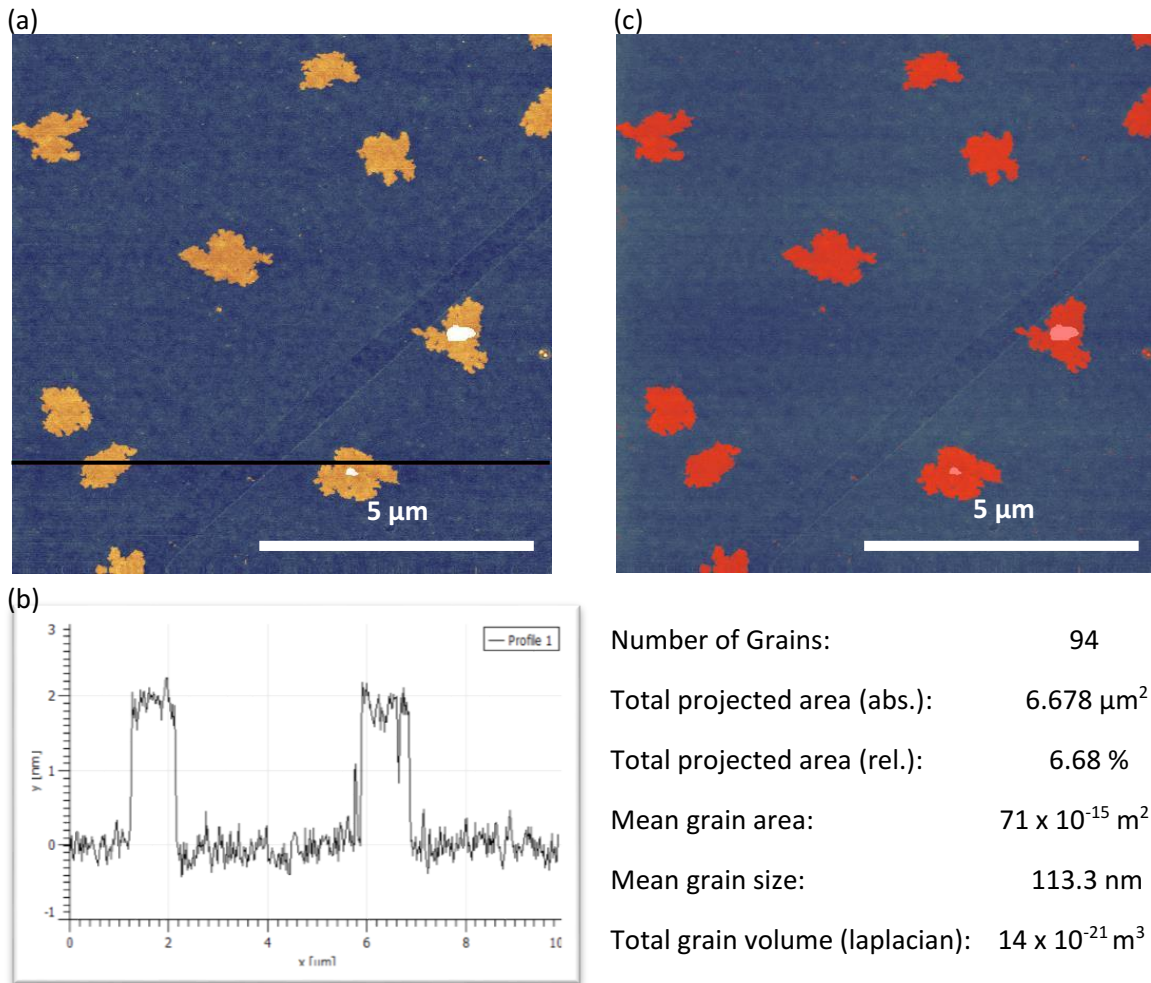 (a)
(c)
5 µm
5 µm
(b)
3
2
1
0
-1
y [nm]
Profile 1
0 2 4 6 8 10
x [µm]
Number of Grains: 94
Total projected area (abs.): 6.678 µm²
Total projected area (rel.): 6.68 %
Mean grain area: 71 x 10⁻¹⁵ m²
Mean grain size: 113.3 nm
Total grain volume (laplacian): 14 x 10⁻²¹ m³